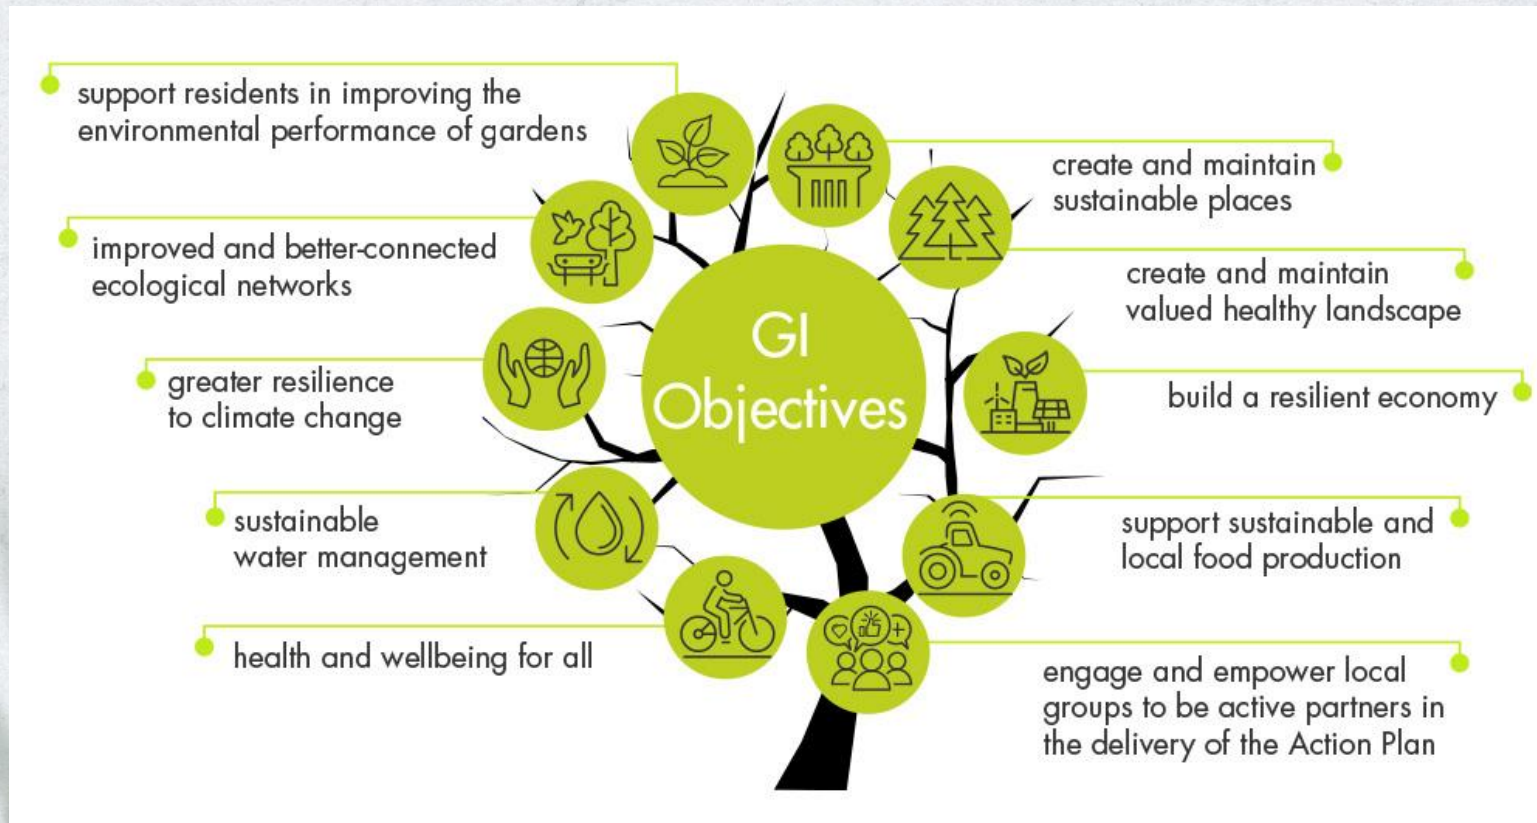 support residents in improving the
environmental performance of gardens
improved and better-connected
ecological networks
greater resilience
to climate change
sustainable
water management
health and wellbeing for all
GI
Objectives
create and maintain
sustainable places
create and maintain
valued healthy landscape
build a resilient economy
support sustainable and
local food production
engage and empower local
groups to be active partners in
the delivery of the Action Plan